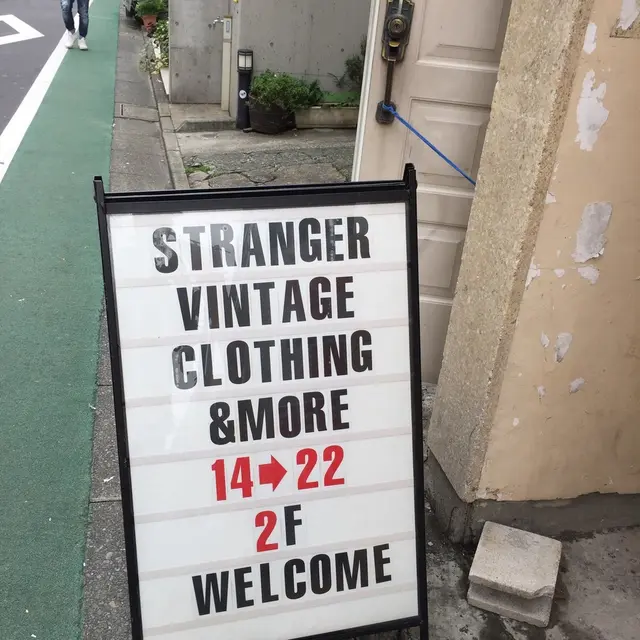 STRANGER
VINTAGE
CLOTHING
&MORE
14➡22
2F
WELCOME